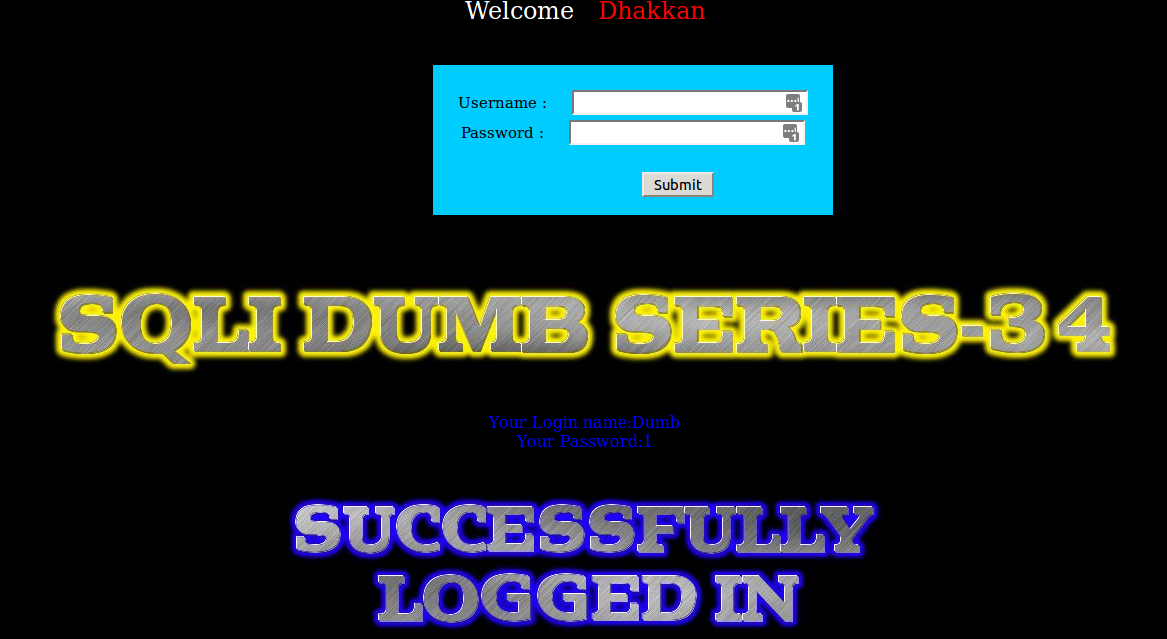 Welcome Dhakkan
Username :
Password :
Submit
SQLI DUMB SERIES-34
Your Login name:Dumb
Your Password:1
SUCCESSFULLY
LOGGED IN